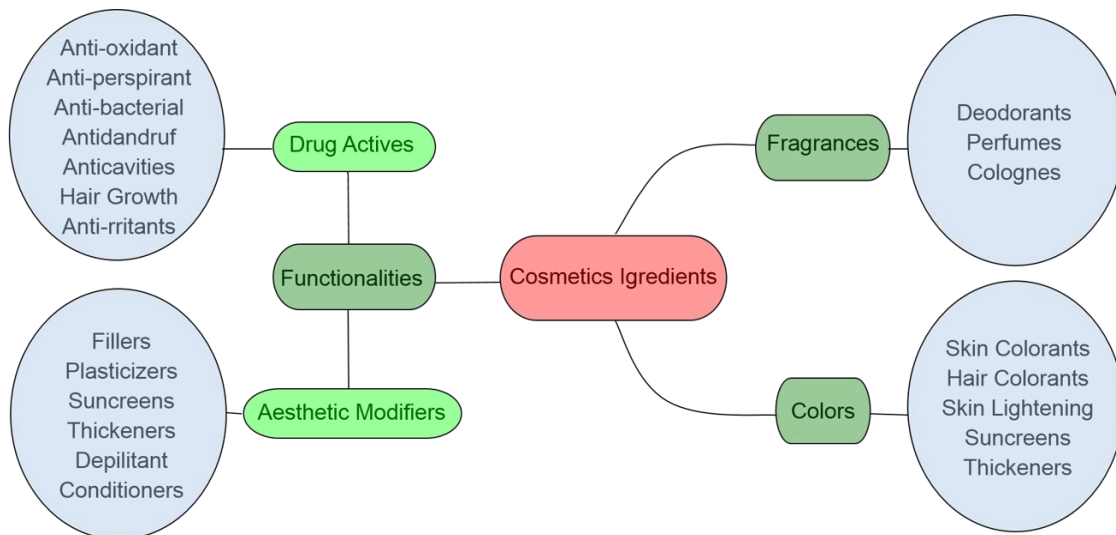 Anti-oxidant
Anti-perspirant
Anti-bacterial
Antidandruf
Anticavities
Hair Growth
Anti-rritants
Drug Actives
Functionalities
Aesthetic Modifiers
Fillers
Plasticizers
Suncreens
Thickeners
Depilitant
Conditioners
Cosmetics Igredients
Fragrances
Deodorants
Perfumes
Colognes
Colors
Skin Colorants
Hair Colorants
Skin Lightening
Suncreens
Thickeners